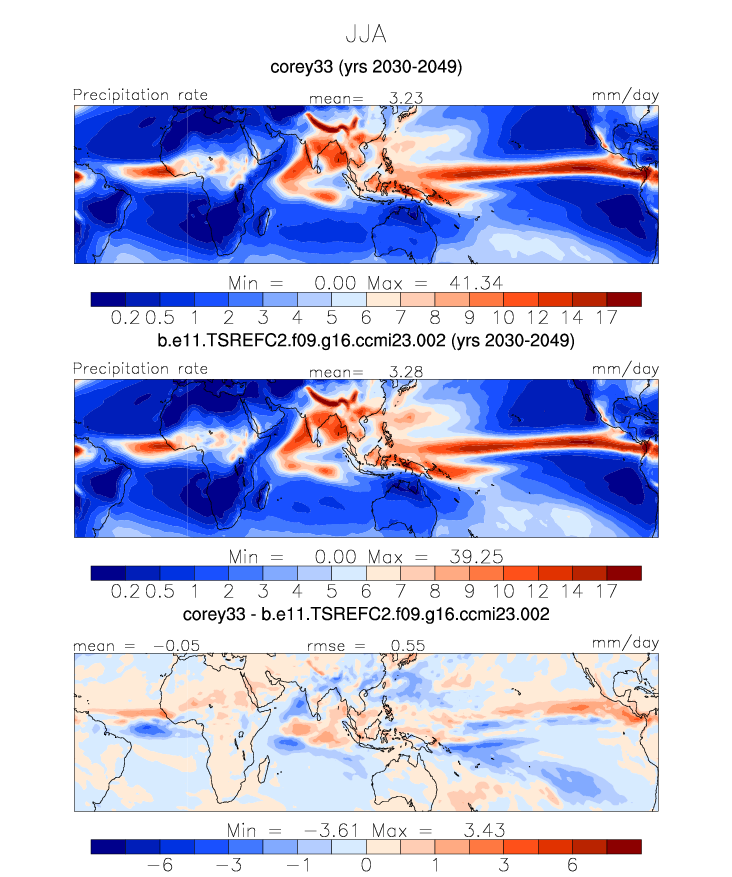 JJA
corey33 (yrs 2030-2049)
Precipitation rate mean= 3.23 mm/day
Min = 0.00 Max = 41.34
0.2 0.5 1 2 3 4 5 6 7 8 9 10 12 14 17
b.e11.TSREFC2.f09.g16.ccmi23.002 (yrs 2030-2049)
Precipitation rate mean= 3.28 mm/day
Min = 0.00 Max = 39.25
0.2 0.5 1 2 3 4 5 6 7 8 9 10 12 14 17
corey33 - b.e11.TSREFC2.f09.g16.ccmi23.002
mean = −0.05 rmse = 0.55 mm/day
Min = −3.61 Max = 3.43
−6 −3 −1 0 1 3 6